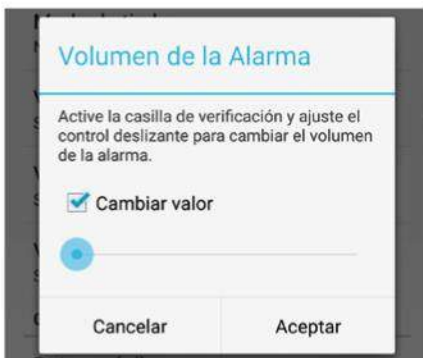 Volumen de la Alarma
Active la casilla de verificación y ajuste el
control deslizante para cambiar el volumen
de la alarma.
Cambiar valor
Cancelar
Aceptar